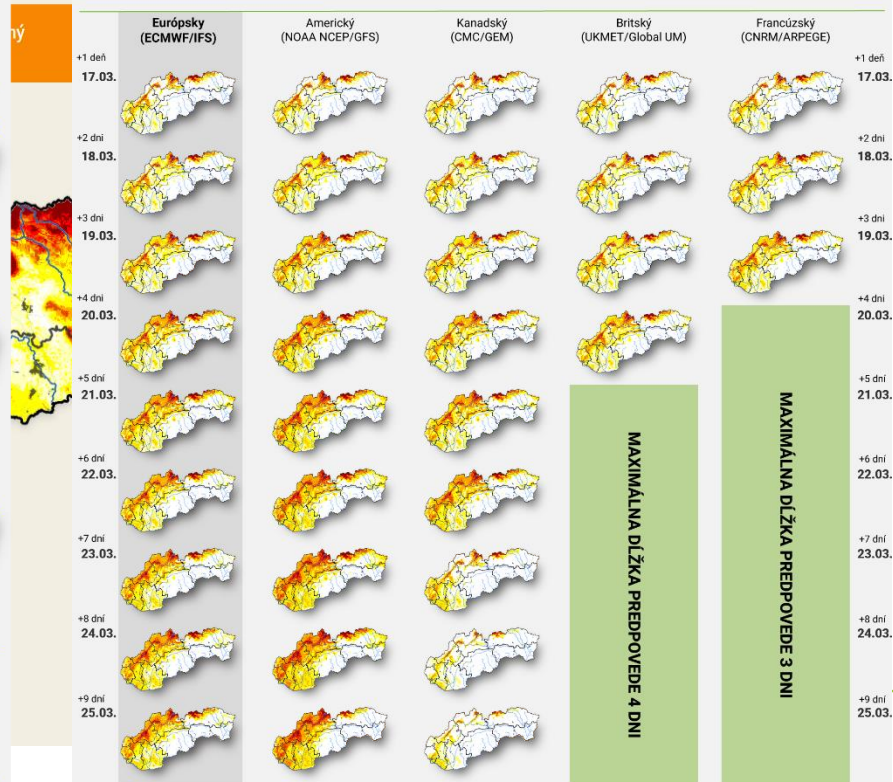 ný
Európsky
(ECMWF/IFS)
Americký
(NOAA NCEP/GFS)
Kanadský
(CMC/GEM)
Britský
(UKMET/Global UM)
Francúzský
(CNRM/ARPEGE)
+1 deň
17.03.
+1 deň
17.03.
+2 dni
18.03.
+2 dni
18.03.
+3 dni
19.03.
+3 dni
19.03.
+4 dni
20.03.
+4 dni
20.03.
+5 dní
21.03.
+5 dní
21.03.
+6 dní
22.03.
+6 dní
22.03.
+7 dní
23.03.
+7 dní
23.03.
+8 dní
24.03.
+8 dní
24.03.
+9 dní
25.03.
+9 dní
25.03.
MAXIMÁLNA DĹŽKA PREDPOVEDE 4 DNI
MAXIMÁLNA DĹŽKA PREDPOVEDE 3 DNI